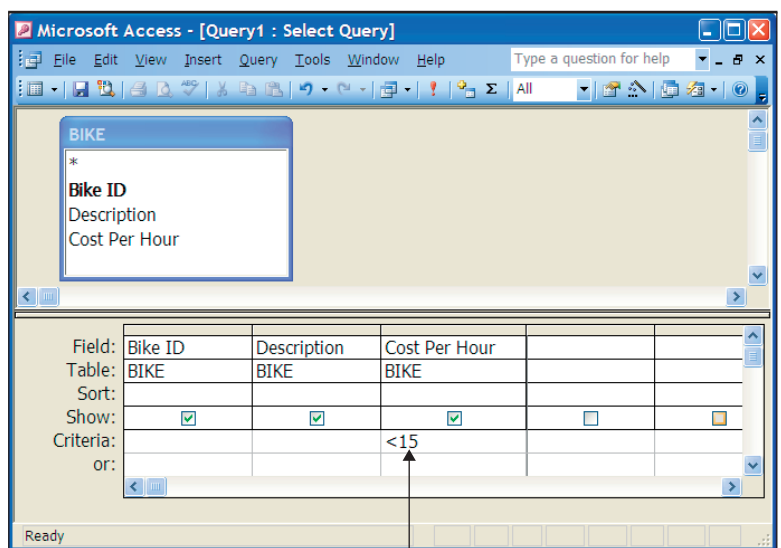 Microsoft Access - [Query1 : Select Query]
File Edit View Insert Query Tools Window Help Type a question for help
All
BIKE
*
Bike ID
Description
Cost Per Hour
Field: Bike ID Description Cost Per Hour
Table: BIKE BIKE BIKE
Sort:
Show:
Criteria: <15
or:
Ready